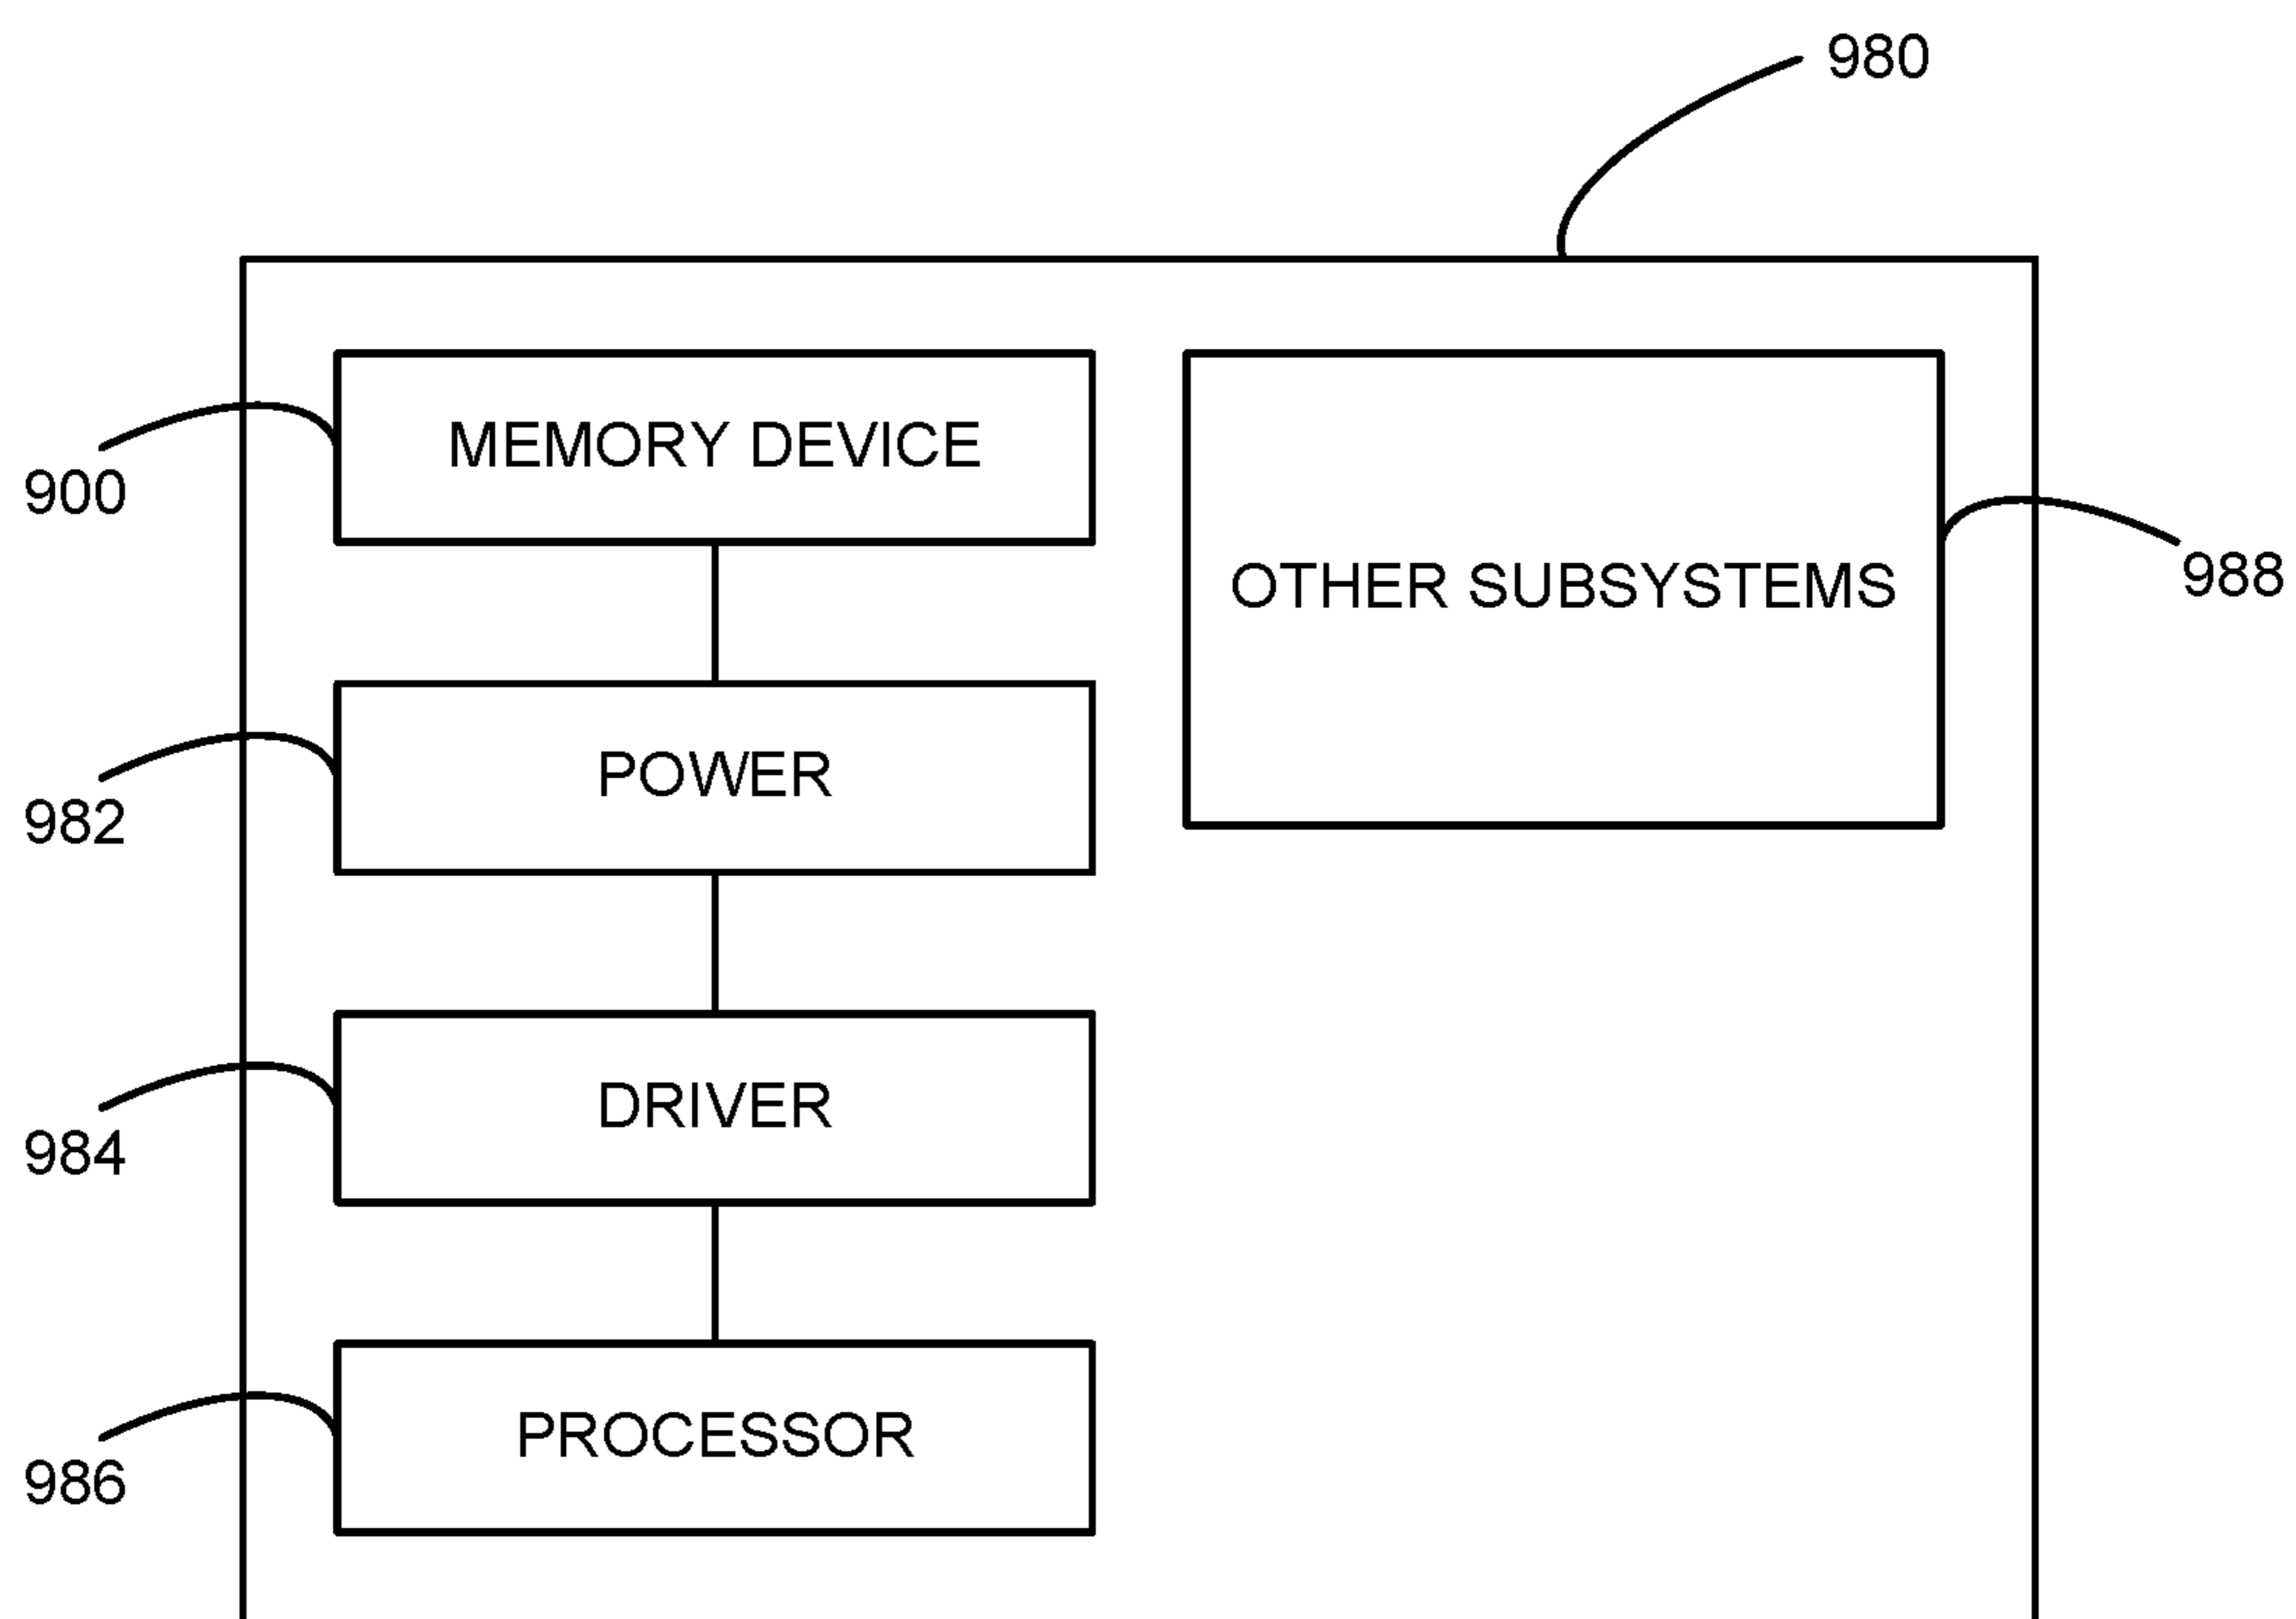 980
MEMORY DEVICE
900
OTHER SUBSYSTEMS
988
POWER
982
DRIVER
984
PROCESSOR
986